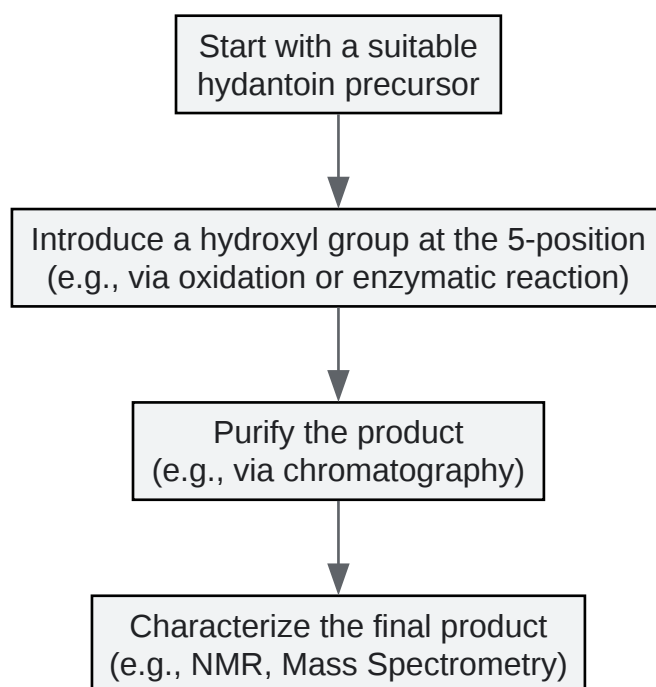 Start with a suitable
hydantoin precursor
Introduce a hydroxyl group at the 5-position
(e.g., via oxidation or enzymatic reaction)
Purify the product
(e.g., via chromatography)
Characterize the final product
(e.g., NMR, Mass Spectrometry)